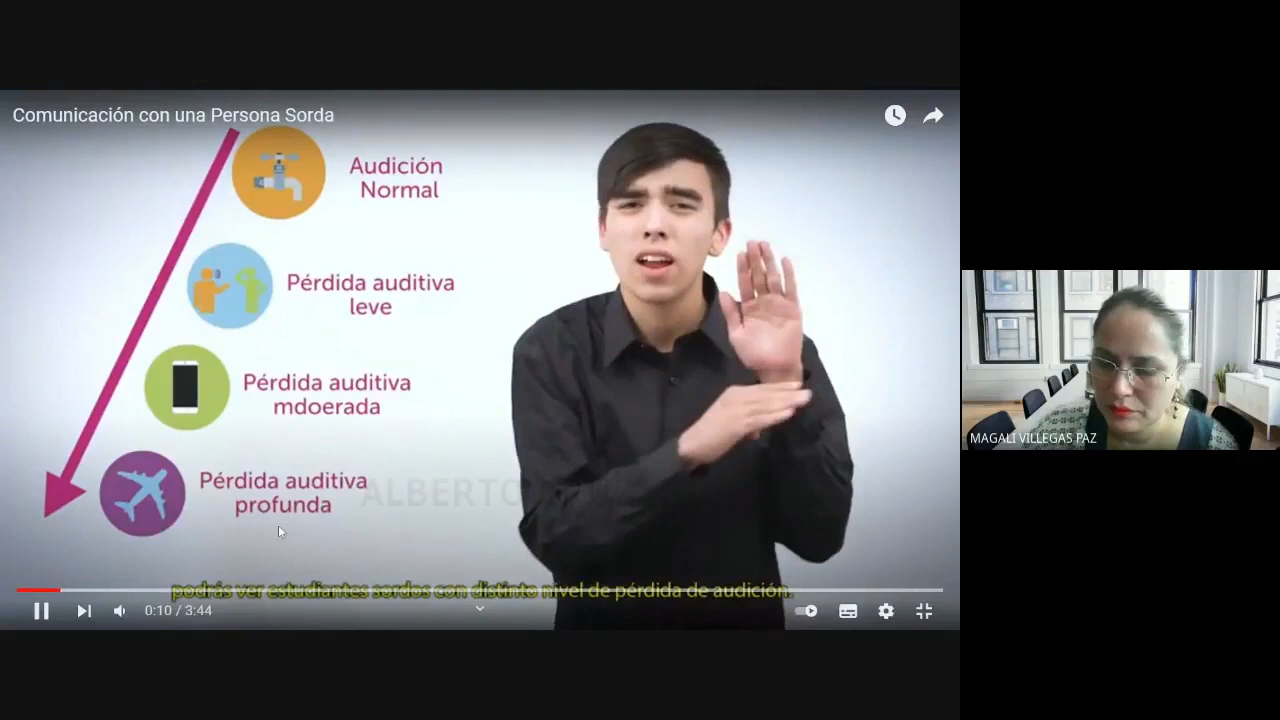 Comunicación con una Persona Sorda
Audición
Normal
Pérdida auditiva
leve
Pérdida auditiva
mdoerada
Pérdida auditiva
profunda
ALBERTO
podrás ver estudiantes sordos con distinto nivel de pérdida de audición.
0:10 / 3:44
MAGALI VILLEGAS PAZ